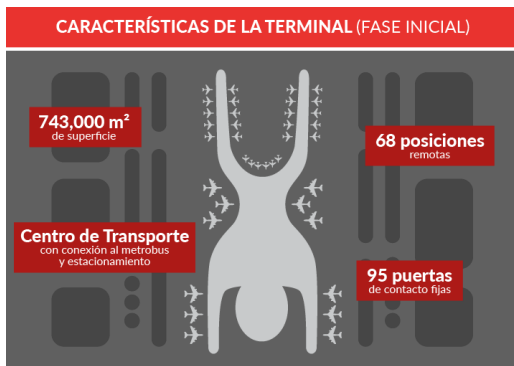 CARACTERÍSTICAS DE LA TERMINAL (FASE INICIAL)
743,000 m²
de superficie
68 posiciones
remotas
Centro de Transporte
con conexión al metrobus
y estacionamiento
95 puertas
de contacto fijas